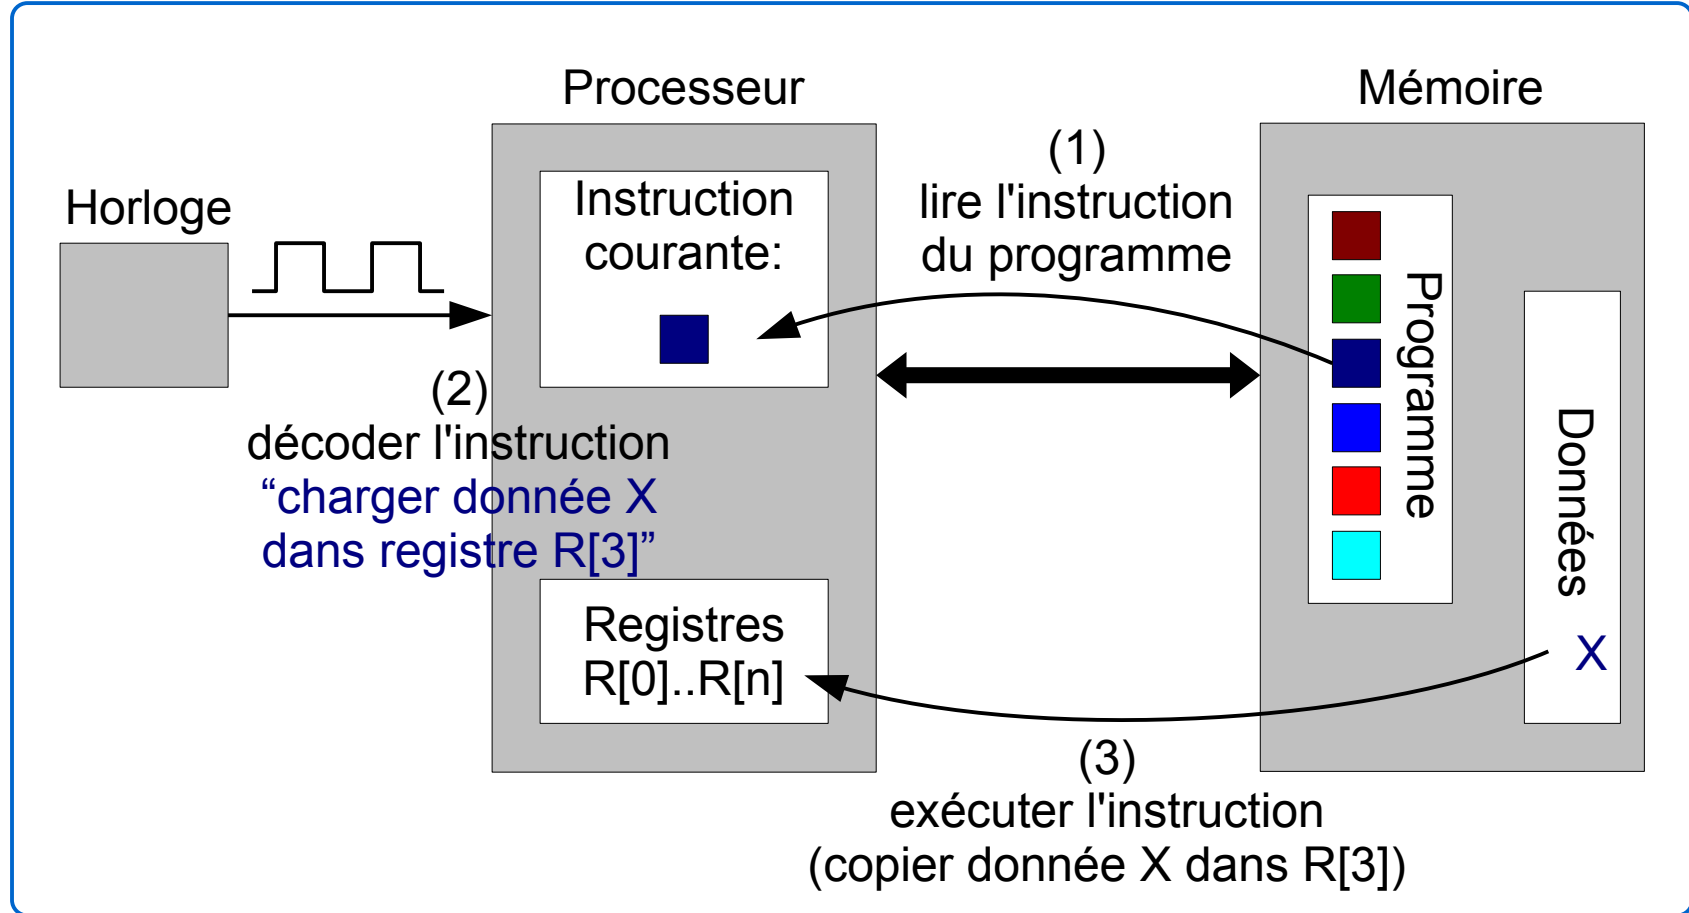 Processeur
Mémoire
Horloge
Instruction
courante:
(1)
lire l'instruction
du programme
Programme
Données
X
(2)
décoder l'instruction
“charger donnée X
dans registre R[3]”
Registres
R[0]..R[n]
(3)
exécuter l'instruction
(copier donnée X dans R[3])